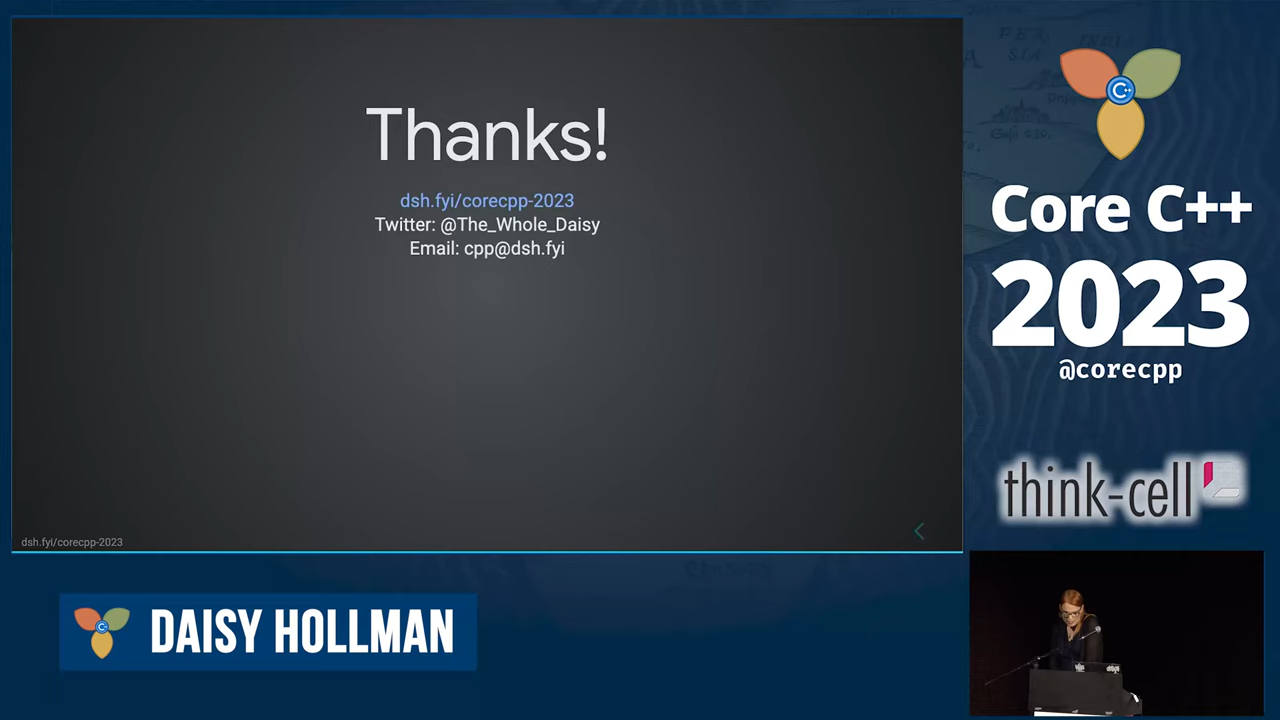 Thanks!
dsh.fyi/corecpp-2023
Twitter: @The_Whole_Daisy
Email: cpp@dsh.fyi
dsh.fyi/corecpp-2023
C++
Core C++
2023
@corecpp
think-cell
C++
DAISY HOLLMAN